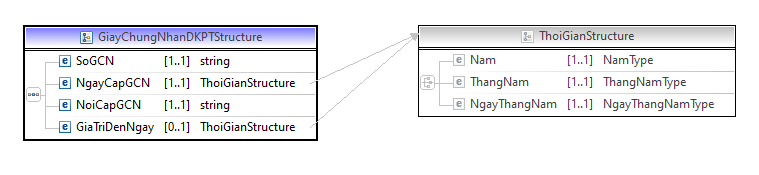 GiayChungNhanDKPTStructure
SoGCN [1..1] string
NgayCapGCN [1..1] ThoiGianStructure
NoiCapGCN [1..1] string
GiaTriDenNgay [0..1] ThoiGianStructure
ThoiGianStructure
Nam [1..1] NamType
ThangNam [1..1] ThangNamType
NgayThangNam [1..1] NgayThangNamType